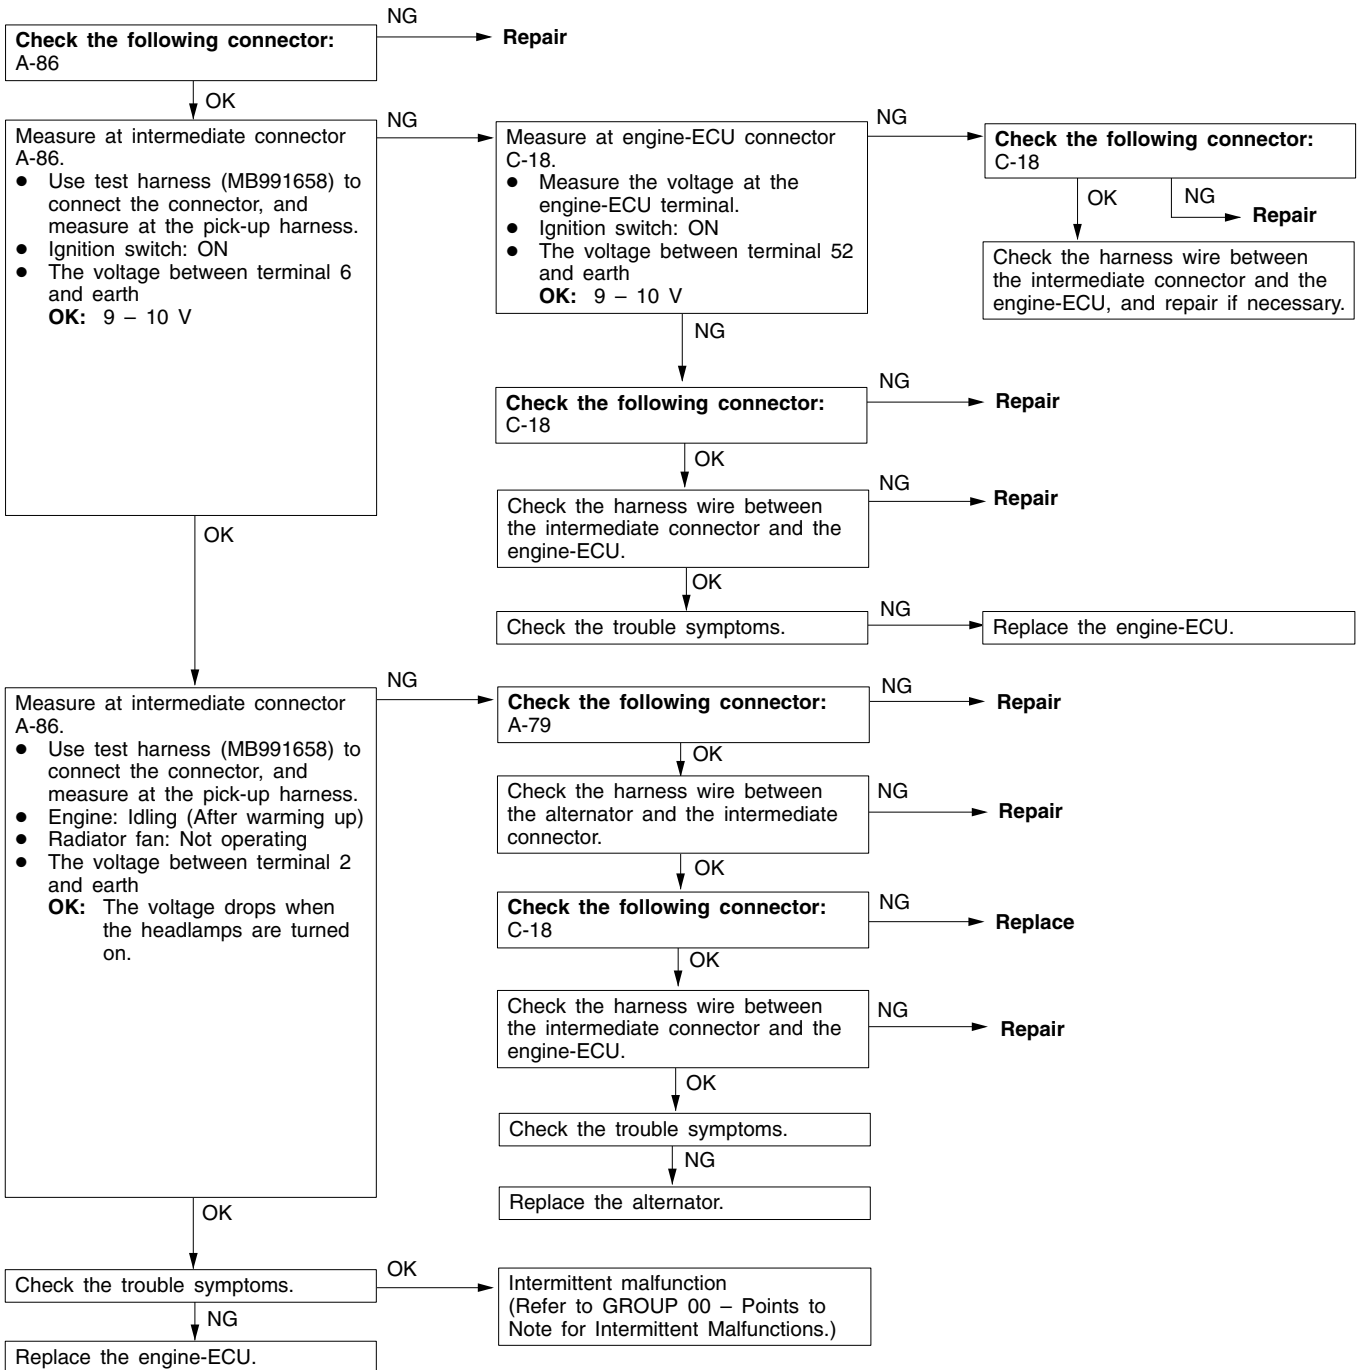 NG
Check the following connector:
A-86
Repair
OK
Measure at intermediate connector
A-86.
● Use test harness (MB991658) to
connect the connector, and
measure at the pick-up harness.
● Ignition switch: ON
● The voltage between terminal 6
and earth
OK: 9 – 10 V
NG
Measure at engine-ECU connector
C-18.
● Measure the voltage at the
engine-ECU terminal.
● Ignition switch: ON
● The voltage between terminal 52
and earth
OK: 9 – 10 V
NG
Check the following connector:
C-18
OK
NG
Repair
Check the harness wire between
the intermediate connector and the
engine-ECU, and repair if necessary.
NG
Check the following connector:
C-18
NG
Repair
OK
Check the harness wire between
the intermediate connector and the
engine-ECU.
NG
Repair
OK
Check the trouble symptoms.
NG
Replace the engine-ECU.
OK
Measure at intermediate connector
A-86.
● Use test harness (MB991658) to
connect the connector, and
measure at the pick-up harness.
● Engine: Idling (After warming up)
● Radiator fan: Not operating
● The voltage between terminal 2
and earth
OK: The voltage drops when
the headlamps are turned
on.
NG
Check the following connector:
A-79
NG
Repair
OK
Check the harness wire between
the alternator and the intermediate
connector.
NG
Repair
OK
Check the following connector:
C-18
NG
Replace
OK
Check the harness wire between
the intermediate connector and the
engine-ECU.
NG
Repair
OK
Check the trouble symptoms.
NG
Replace the alternator.
OK
Check the trouble symptoms.
OK
Intermittent malfunction
(Refer to GROUP 00 – Points to
Note for Intermittent Malfunctions.)
NG
Replace the engine-ECU.